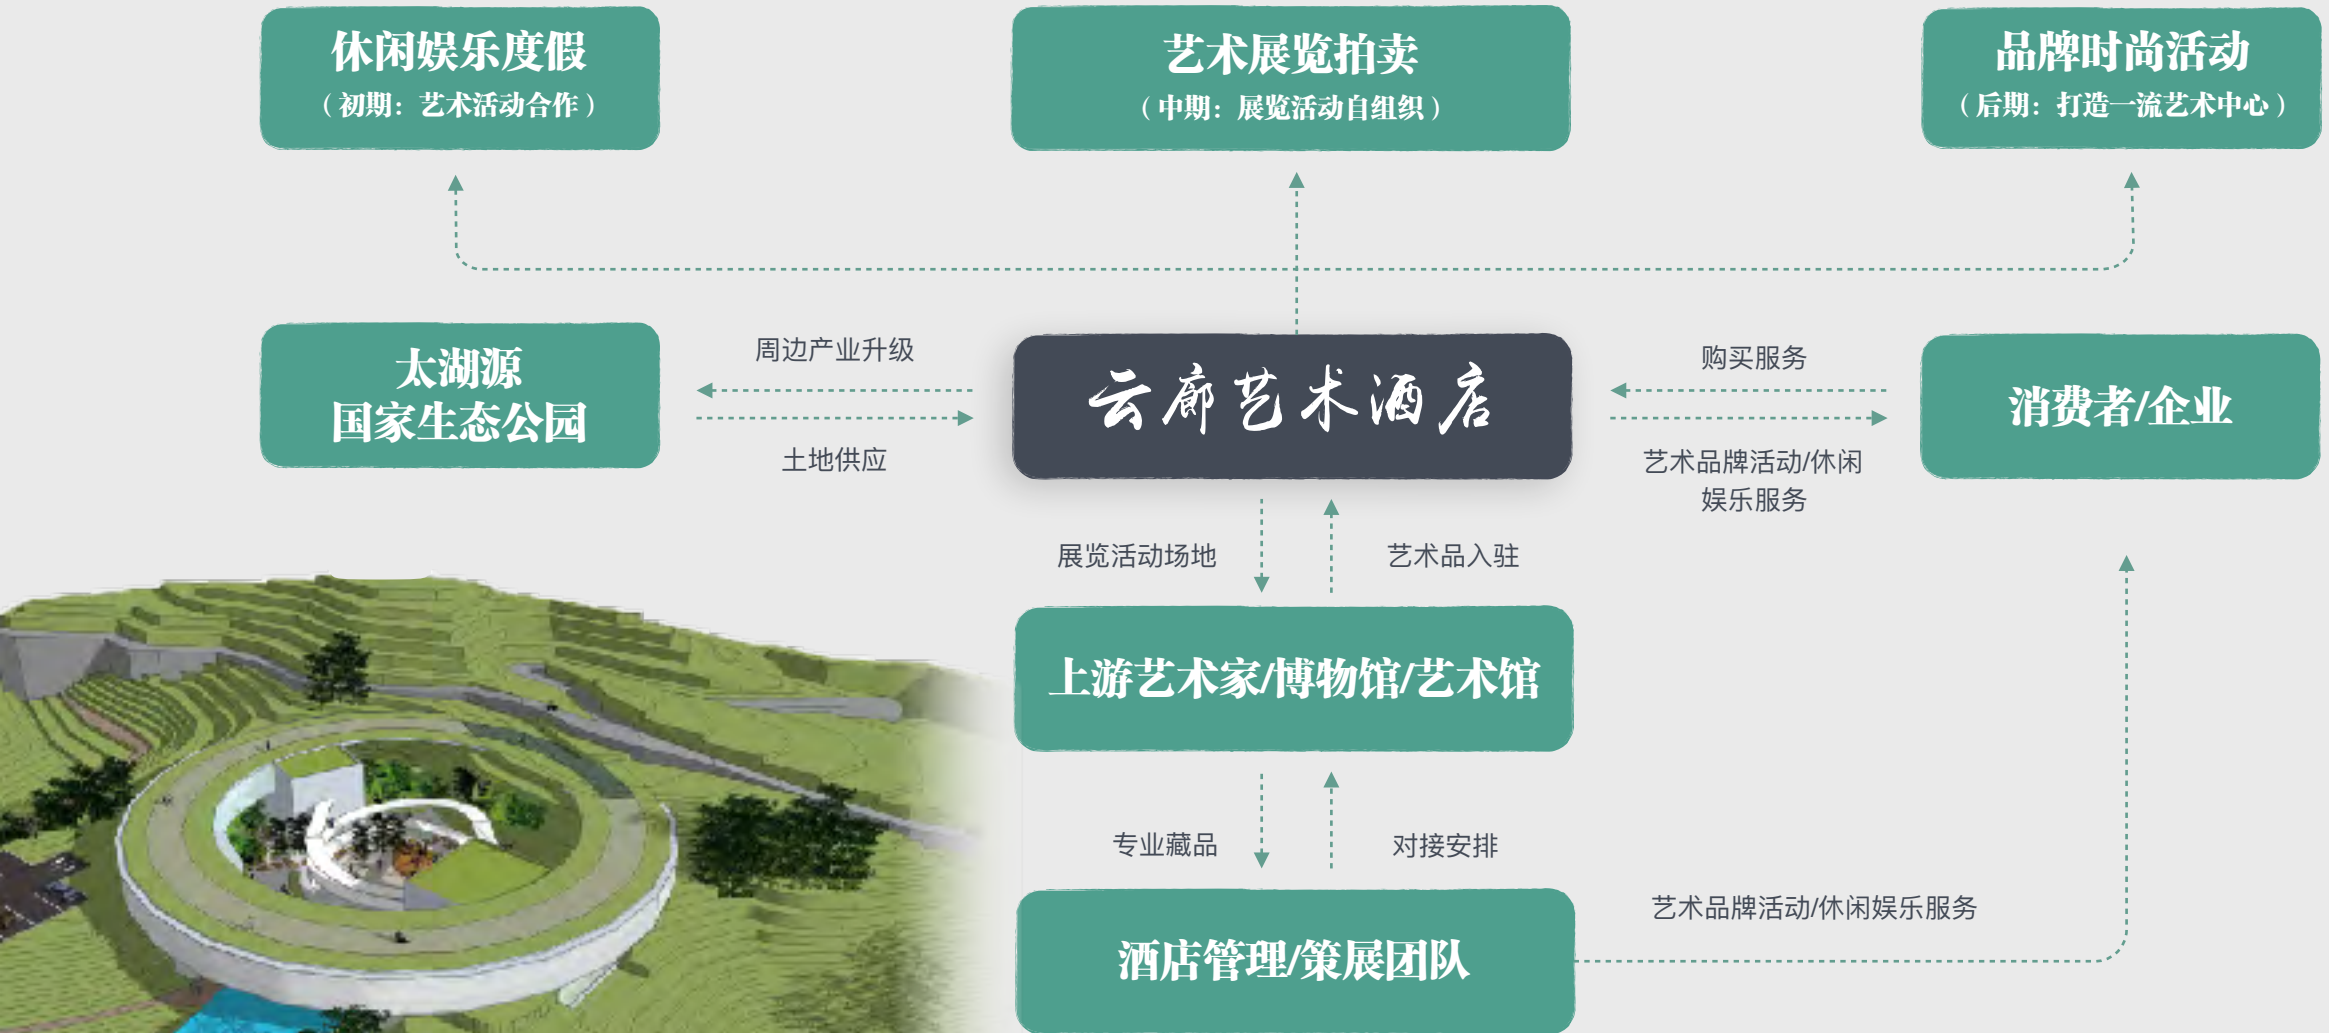 休闲娱乐度假
（初期：艺术活动合作）
艺术展览拍卖
（中期：展览活动自组织）
品牌时尚活动
（后期：打造一流艺术中心）
太湖源
国家生态公园
周边产业升级
土地供应
云廊艺术酒店
购买服务
艺术品牌活动/休闲
娱乐服务
消费者/企业
展览活动场地
艺术品入驻
上游艺术家/博物馆/艺术馆
专业藏品
对接安排
酒店管理/策展团队
艺术品牌活动/休闲娱乐服务